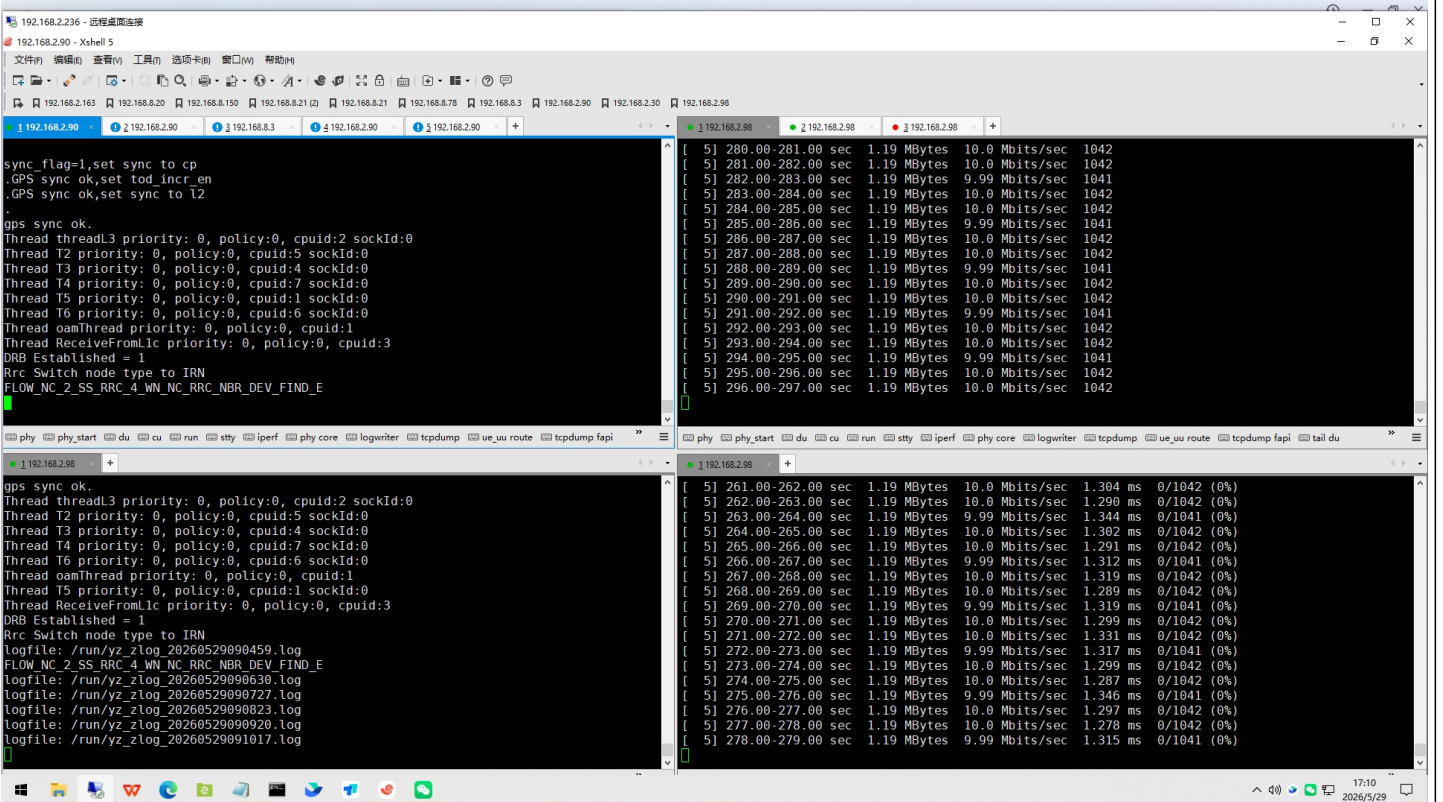 192.168.2.236 - 远程桌面连接
192.168.2.90 - Xshell 5
文件(F) 编辑(E) 查看(V) 工具(T) 选项卡(B) 窗口(W) 帮助(H)
192.168.2.163 192.168.8.20 192.168.8.150 192.168.8.21 (2) 192.168.8.21 192.168.8.78 192.168.8.3 192.168.2.90 192.168.2.30 192.168.2.98
1 192.168.2.90 × 2 192.168.2.90 × 3 192.168.8.3 × 4 192.168.2.90 × 5 192.168.2.90 × +
sync_flag=1,set sync to cp
.GPS sync ok,set tod_incr_en
.GPS sync ok,set sync to l2
.
gps sync ok.
Thread threadL3 priority: 0, policy:0, cpuid:2 sockId:0
Thread T2 priority: 0, policy:0, cpuid:5 sockId:0
Thread T3 priority: 0, policy:0, cpuid:4 sockId:0
Thread T4 priority: 0, policy:0, cpuid:7 sockId:0
Thread T5 priority: 0, policy:0, cpuid:1 sockId:0
Thread T6 priority: 0, policy:0, cpuid:6 sockId:0
Thread oamThread priority: 0, policy:0, cpuid:1
Thread ReceiveFromL1c priority: 0, policy:0, cpuid:3
DRB Established = 1
Rrc Switch node type to IRN
FLOW_NC_2_SS_RRC_4_WN_NC_RRC_NBR_DEV_FIND_E
phy phy_start du cu run stty iperf phy core logwriter tcpdump ue_uu route tcpdump fapi »
1 192.168.2.98 × 2 192.168.2.98 × 3 192.168.2.98 × +
[ 5] 280.00-281.00 sec 1.19 MBytes 10.0 Mbits/sec 1042
[ 5] 281.00-282.00 sec 1.19 MBytes 10.0 Mbits/sec 1042
[ 5] 282.00-283.00 sec 1.19 MBytes 9.99 Mbits/sec 1041
[ 5] 283.00-284.00 sec 1.19 MBytes 10.0 Mbits/sec 1042
[ 5] 284.00-285.00 sec 1.19 MBytes 10.0 Mbits/sec 1042
[ 5] 285.00-286.00 sec 1.19 MBytes 9.99 Mbits/sec 1041
[ 5] 286.00-287.00 sec 1.19 MBytes 10.0 Mbits/sec 1042
[ 5] 287.00-288.00 sec 1.19 MBytes 10.0 Mbits/sec 1042
[ 5] 288.00-289.00 sec 1.19 MBytes 9.99 Mbits/sec 1041
[ 5] 289.00-290.00 sec 1.19 MBytes 10.0 Mbits/sec 1042
[ 5] 290.00-291.00 sec 1.19 MBytes 10.0 Mbits/sec 1042
[ 5] 291.00-292.00 sec 1.19 MBytes 9.99 Mbits/sec 1041
[ 5] 292.00-293.00 sec 1.19 MBytes 10.0 Mbits/sec 1042
[ 5] 293.00-294.00 sec 1.19 MBytes 10.0 Mbits/sec 1042
[ 5] 294.00-295.00 sec 1.19 MBytes 9.99 Mbits/sec 1041
[ 5] 295.00-296.00 sec 1.19 MBytes 10.0 Mbits/sec 1042
[ 5] 296.00-297.00 sec 1.19 MBytes 10.0 Mbits/sec 1042
phy phy_start du cu run stty iperf phy core logwriter tcpdump ue_uu route tcpdump fapi tail du »
1 192.168.2.98 × +
gps sync ok.
Thread threadL3 priority: 0, policy:0, cpuid:2 sockId:0
Thread T2 priority: 0, policy:0, cpuid:5 sockId:0
Thread T3 priority: 0, policy:0, cpuid:4 sockId:0
Thread T4 priority: 0, policy:0, cpuid:7 sockId:0
Thread T6 priority: 0, policy:0, cpuid:6 sockId:0
Thread oamThread priority: 0, policy:0, cpuid:1
Thread T5 priority: 0, policy:0, cpuid:1 sockId:0
Thread ReceiveFromL1c priority: 0, policy:0, cpuid:3
DRB Established = 1
Rrc Switch node type to IRN
logfile: /run/yz_zlog_20260529090459.log
FLOW_NC_2_SS_RRC_4_WN_NC_RRC_NBR_DEV_FIND_E
logfile: /run/yz_zlog_20260529090630.log
logfile: /run/yz_zlog_20260529090727.log
logfile: /run/yz_zlog_20260529090823.log
logfile: /run/yz_zlog_20260529090920.log
logfile: /run/yz_zlog_20260529091017.log
1 192.168.2.98 × +
[ 5] 261.00-262.00 sec 1.19 MBytes 10.0 Mbits/sec 1.304 ms 0/1042 (0%)
[ 5] 262.00-263.00 sec 1.19 MBytes 10.0 Mbits/sec 1.290 ms 0/1042 (0%)
[ 5] 263.00-264.00 sec 1.19 MBytes 9.99 Mbits/sec 1.344 ms 0/1041 (0%)
[ 5] 264.00-265.00 sec 1.19 MBytes 10.0 Mbits/sec 1.302 ms 0/1042 (0%)
[ 5] 265.00-266.00 sec 1.19 MBytes 10.0 Mbits/sec 1.291 ms 0/1042 (0%)
[ 5] 266.00-267.00 sec 1.19 MBytes 9.99 Mbits/sec 1.312 ms 0/1041 (0%)
[ 5] 267.00-268.00 sec 1.19 MBytes 10.0 Mbits/sec 1.319 ms 0/1042 (0%)
[ 5] 268.00-269.00 sec 1.19 MBytes 10.0 Mbits/sec 1.289 ms 0/1042 (0%)
[ 5] 269.00-270.00 sec 1.19 MBytes 9.99 Mbits/sec 1.319 ms 0/1041 (0%)
[ 5] 270.00-271.00 sec 1.19 MBytes 10.0 Mbits/sec 1.299 ms 0/1042 (0%)
[ 5] 271.00-272.00 sec 1.19 MBytes 10.0 Mbits/sec 1.331 ms 0/1042 (0%)
[ 5] 272.00-273.00 sec 1.19 MBytes 9.99 Mbits/sec 1.317 ms 0/1041 (0%)
[ 5] 273.00-274.00 sec 1.19 MBytes 10.0 Mbits/sec 1.299 ms 0/1042 (0%)
[ 5] 274.00-275.00 sec 1.19 MBytes 10.0 Mbits/sec 1.287 ms 0/1042 (0%)
[ 5] 275.00-276.00 sec 1.19 MBytes 9.99 Mbits/sec 1.346 ms 0/1041 (0%)
[ 5] 276.00-277.00 sec 1.19 MBytes 10.0 Mbits/sec 1.297 ms 0/1042 (0%)
[ 5] 277.00-278.00 sec 1.19 MBytes 10.0 Mbits/sec 1.278 ms 0/1042 (0%)
[ 5] 278.00-279.00 sec 1.19 MBytes 9.99 Mbits/sec 1.315 ms 0/1041 (0%)
17:10
2026/5/29